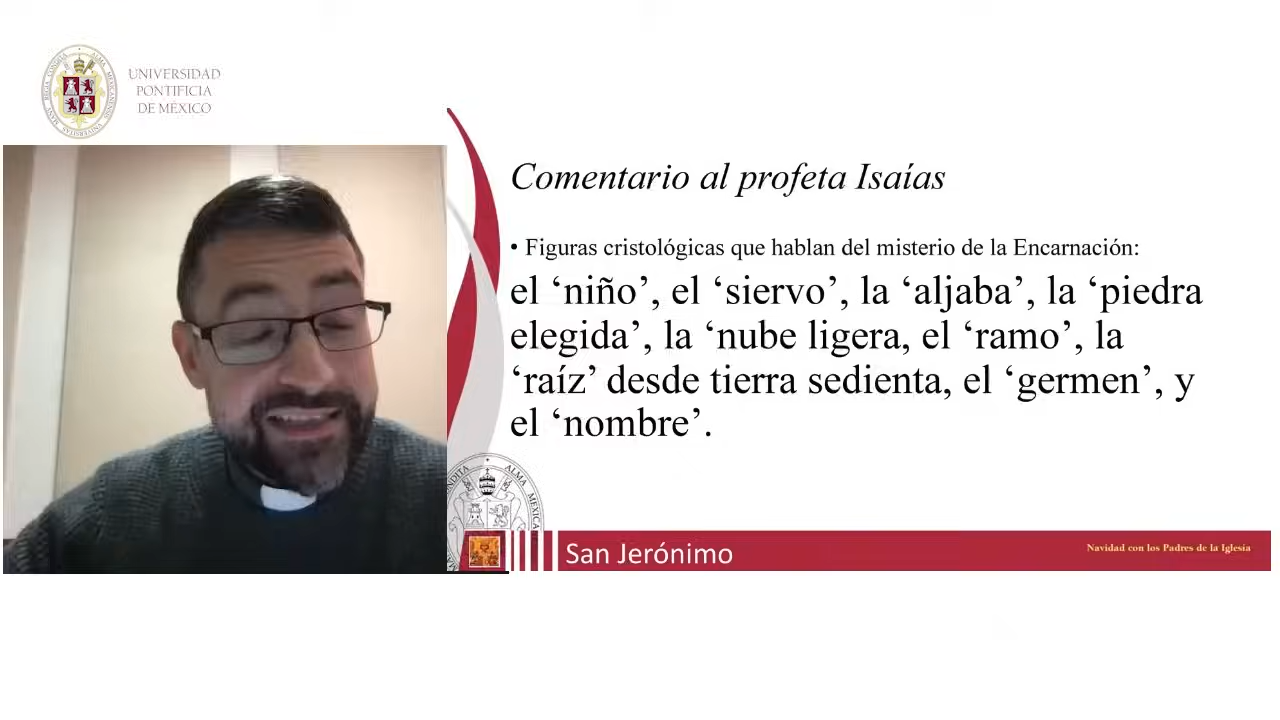 UNIVERSIDAD
PONTIFICIA
DE MÉXICO
Comentario al profeta Isaías
• Figuras cristológicas que hablan del misterio de la Encarnación:
el ‘niño’, el ‘siervo’, la ‘aljaba’, la ‘piedra
elegida’, la ‘nube ligera, el ‘ramo’, la
‘raíz’ desde tierra sedienta, el ‘germen’, y
el ‘nombre’.
ALMA MEXICAN
San Jerónimo
Navidad con los Padres de la Iglesia